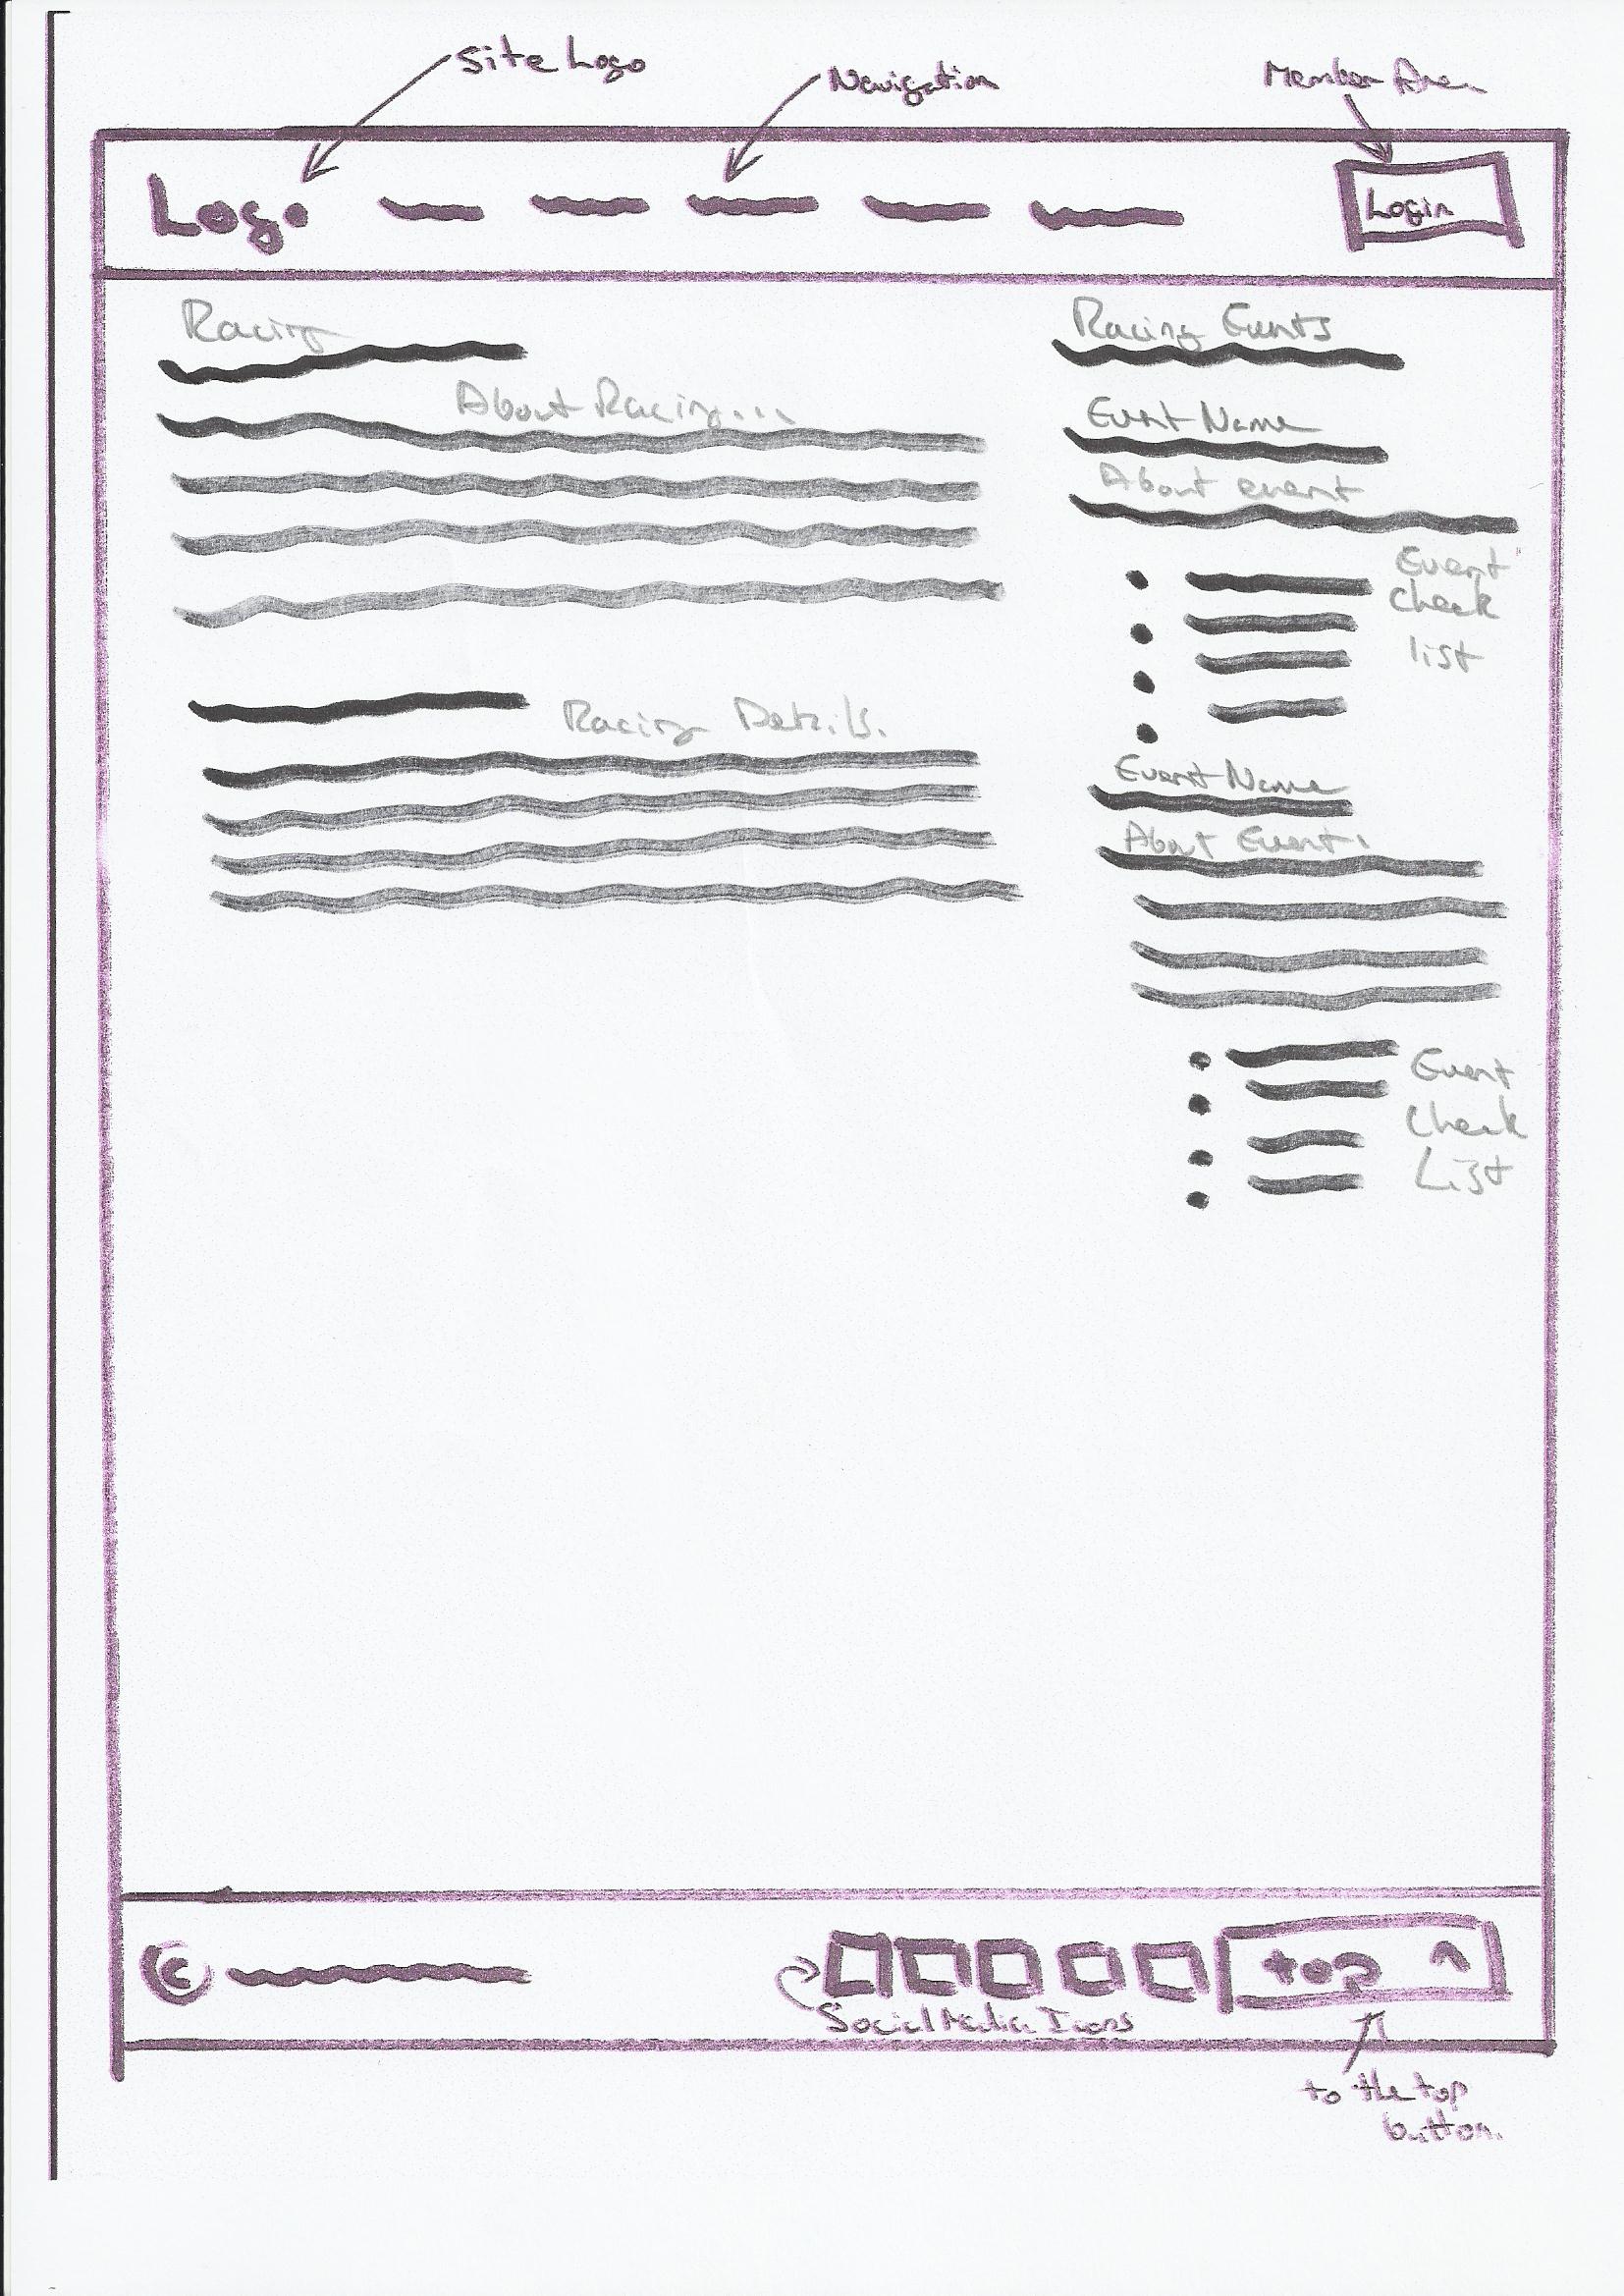 Site Logo
Navigation
Member Area
Logo
Login
Racing
About Racing...
Racing Details.
Racing Events
Event Name
About event
Event
Check
list
Event Name
About Event.
Event
Check
List
©
top ^
Social Media Icons
to the top
button.